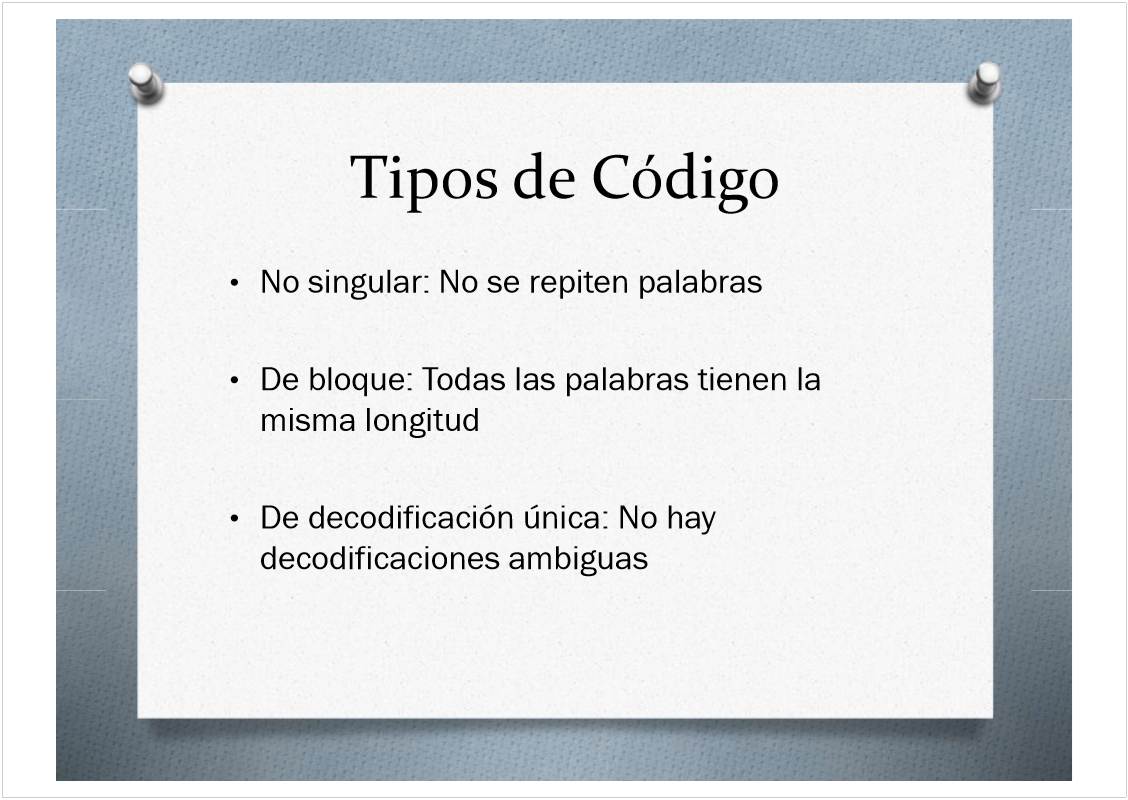 Tipos de Código
• No singular: No se repiten palabras
• De bloque: Todas las palabras tienen la
misma longitud
• De decodificación única: No hay
decodificaciones ambiguas